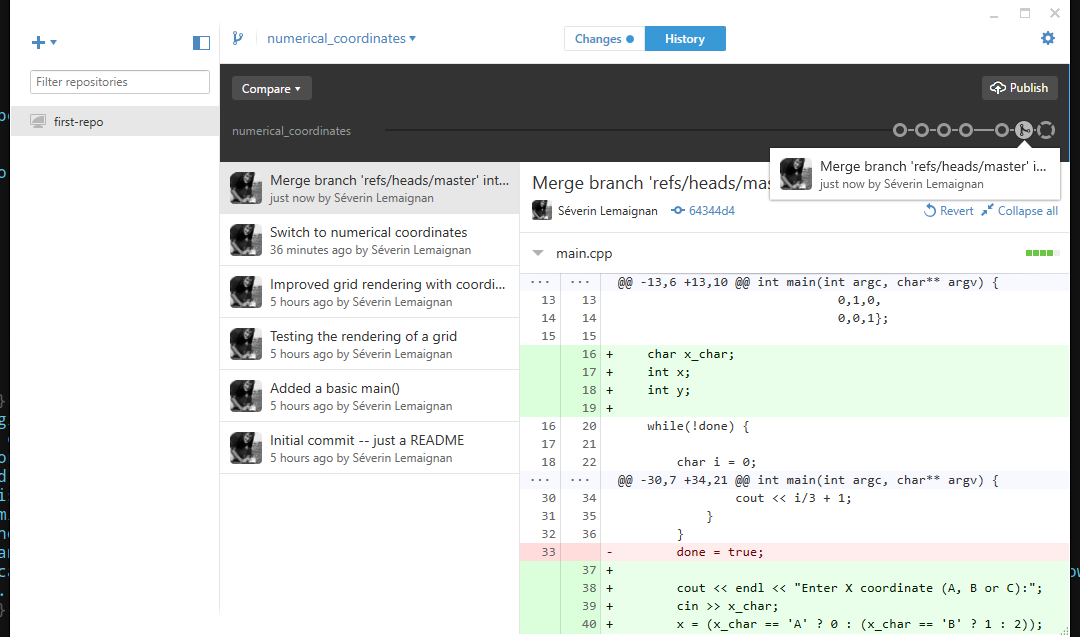 numerical_coordinates
Changes
History
Filter repositories
first-repo
Compare
Publish
numerical_coordinates
Merge branch 'refs/heads/master' i...
just now by Séverin Lemaignan
Merge branch 'refs/heads/master' int...
just now by Séverin Lemaignan
Switch to numerical coordinates
36 minutes ago by Séverin Lemaignan
Improved grid rendering with coordi...
5 hours ago by Séverin Lemaignan
Testing the rendering of a grid
5 hours ago by Séverin Lemaignan
Added a basic main()
5 hours ago by Séverin Lemaignan
Initial commit -- just a README
5 hours ago by Séverin Lemaignan
Merge branch 'refs/heads/mas
Séverin Lemaignan 64344d4 Revert Collapse all
main.cpp
... ... @@ -13,6 +13,10 @@ int main(int argc, char** argv) {
13 13 0,1,0,
14 14 0,0,1};
15 15
16 + char x_char;
17 + int x;
18 + int y;
19 +
16 20 while(!done) {
17 21
18 22 char i = 0;
... ... @@ -30,7 +34,21 @@ int main(int argc, char** argv) {
30 34 cout << i/3 + 1;
31 35 }
32 36 }
33 - done = true;
37 +
38 + cout << endl << "Enter X coordinate (A, B or C):";
39 + cin >> x_char;
40 + x = (x_char == 'A' ? 0 : (x_char == 'B' ? 1 : 2));